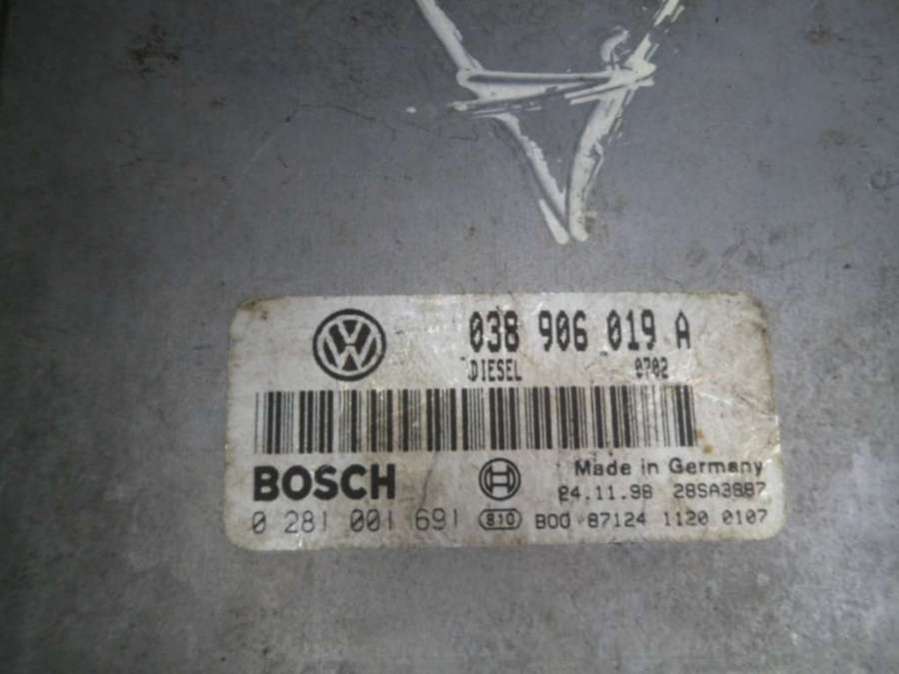 038 906 019 A
DIESEL 0702
BOSCH
Made in Germany
24.11.98 28SA3887
0 281 001 691 810 BOO 87124 1120 0107